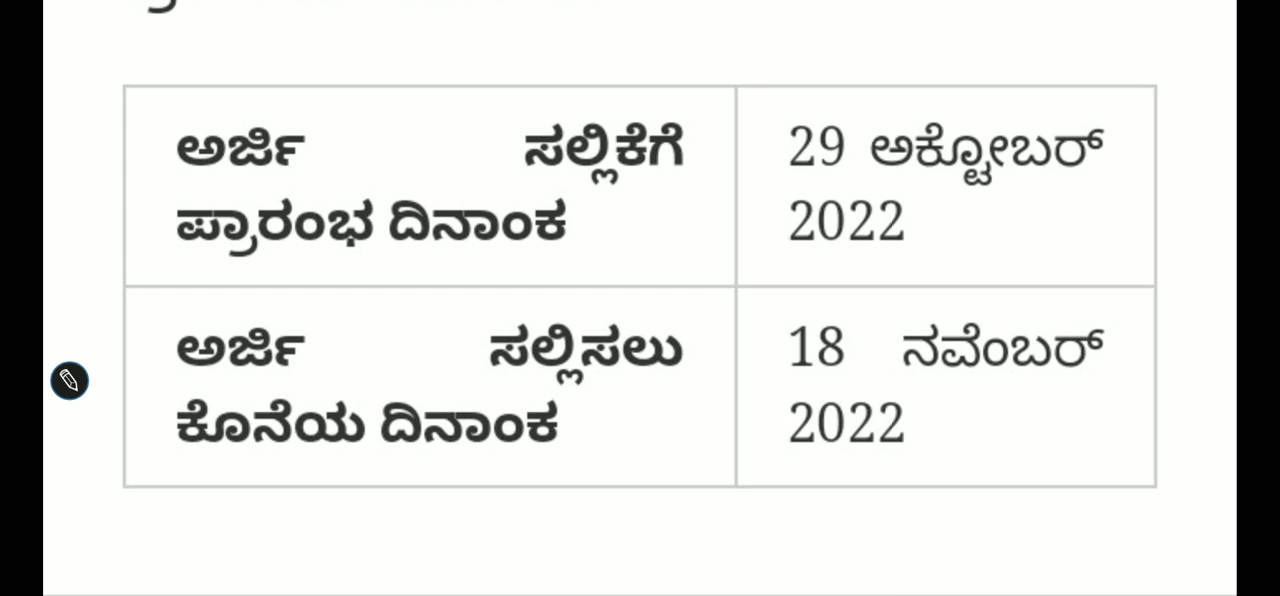 ಅರ್ಜಿ ಸಲ್ಲಿಕೆಗೆ
ಪ್ರಾರಂಭ ದಿನಾಂಕ
29 ಅಕ್ಟೋಬರ್
2022
ಅರ್ಜಿ ಸಲ್ಲಿಸಲು
ಕೊನೆಯ ದಿನಾಂಕ
18 ನವೆಂಬರ್
2022